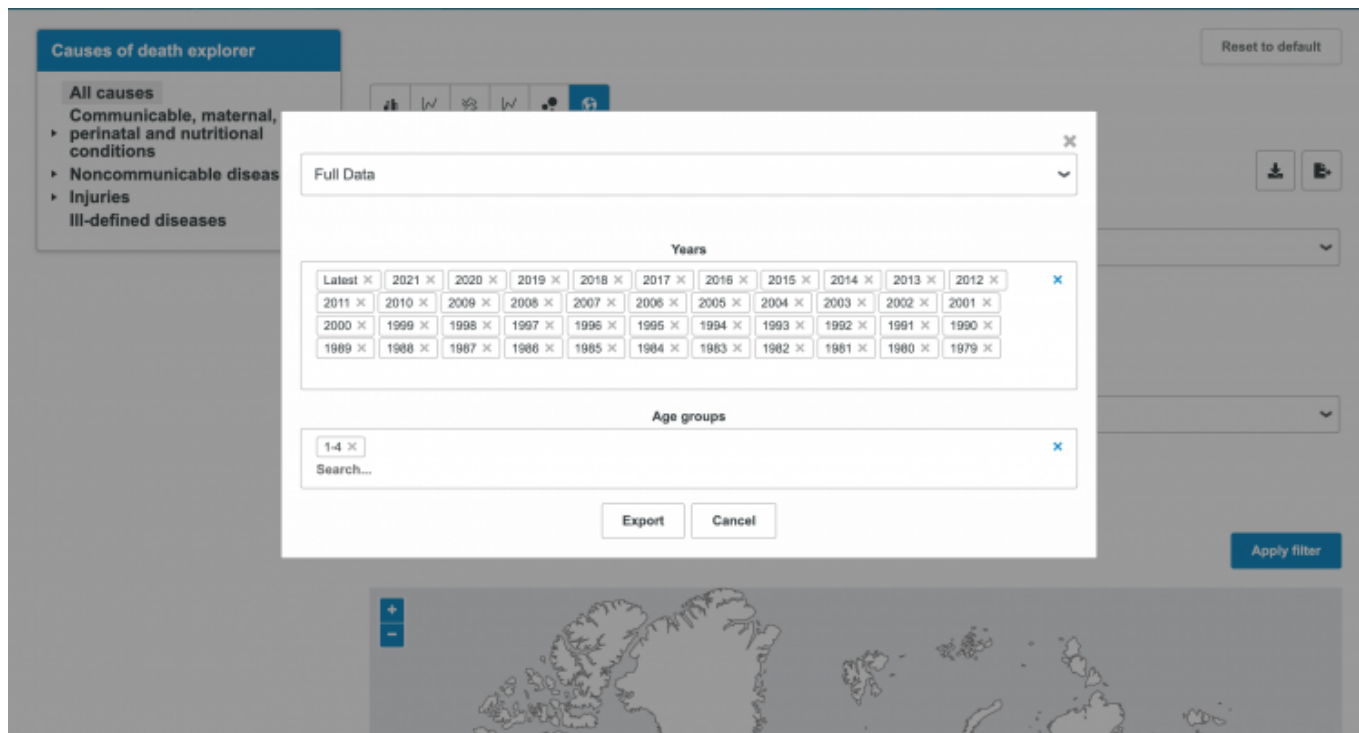 Causes of death explorer
Reset to default
All causes
Communicable, maternal,
perinatal and nutritional
conditions
Noncommunicable diseas
Injuries
Ill-defined diseases
Full Data
Years
Latest × 2021 × 2020 × 2019 × 2018 × 2017 × 2016 × 2015 × 2014 × 2013 × 2012 ×
2011 × 2010 × 2009 × 2008 × 2007 × 2006 × 2005 × 2004 × 2003 × 2002 × 2001 ×
2000 × 1999 × 1998 × 1997 × 1996 × 1995 × 1994 × 1993 × 1992 × 1991 × 1990 ×
1989 × 1988 × 1987 × 1986 × 1985 × 1984 × 1983 × 1982 × 1981 × 1980 × 1979 ×
Age groups
1-4 ×
Search...
Export Cancel
Apply filter
+
−